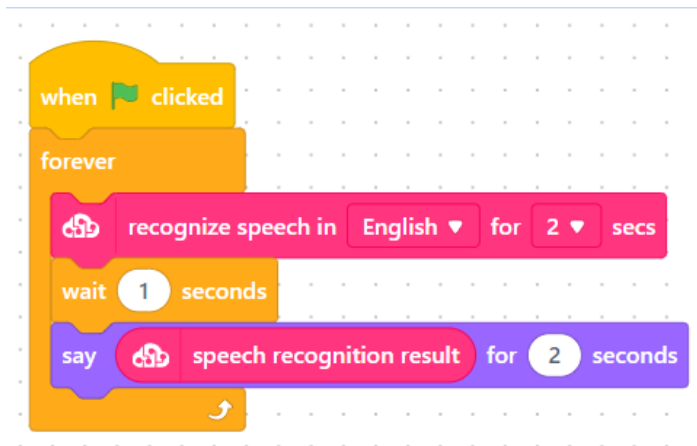 when clicked
forever
recognize speech in English for 2 secs
wait 1 seconds
say speech recognition result for 2 seconds